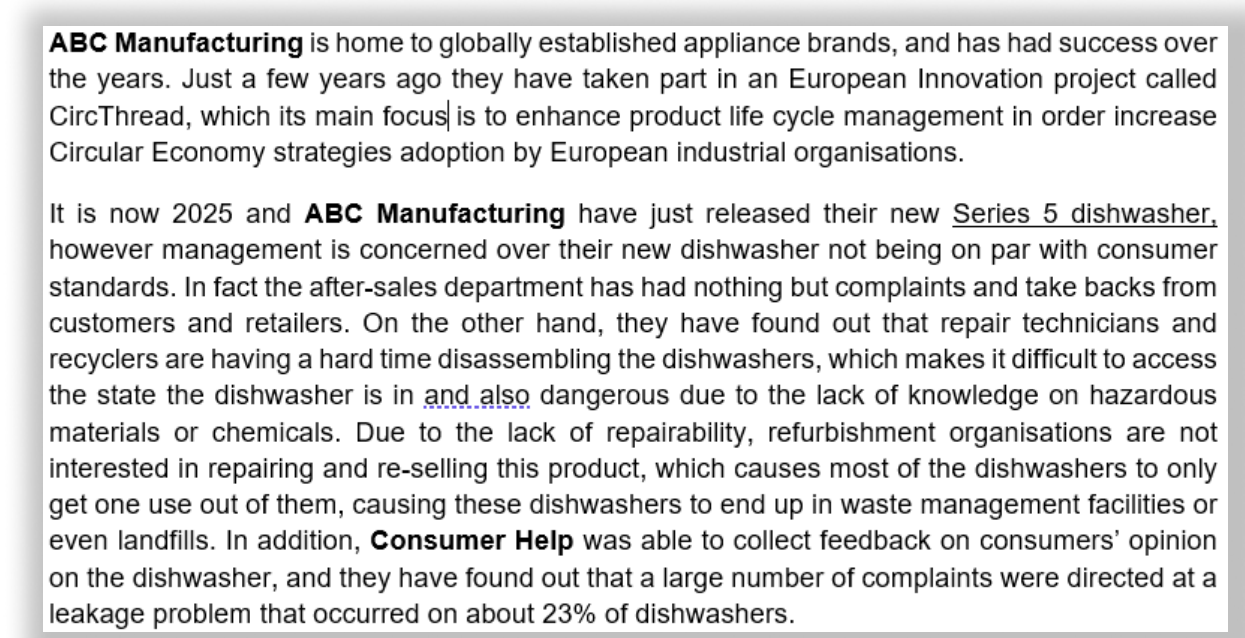 ABC Manufacturing is home to globally established appliance brands, and has had success over
the years. Just a few years ago they have taken part in an European Innovation project called
CircThread, which its main focus is to enhance product life cycle management in order increase
Circular Economy strategies adoption by European industrial organisations.
It is now 2025 and ABC Manufacturing have just released their new Series 5 dishwasher,
however management is concerned over their new dishwasher not being on par with consumer
standards. In fact the after-sales department has had nothing but complaints and take backs from
customers and retailers. On the other hand, they have found out that repair technicians and
recyclers are having a hard time disassembling the dishwashers, which makes it difficult to access
the state the dishwasher is in and also dangerous due to the lack of knowledge on hazardous
materials or chemicals. Due to the lack of repairability, refurbishment organisations are not
interested in repairing and re-selling this product, which causes most of the dishwashers to only
get one use out of them, causing these dishwashers to end up in waste management facilities or
even landfills. In addition, Consumer Help was able to collect feedback on consumers’ opinion
on the dishwasher, and they have found out that a large number of complaints were directed at a
leakage problem that occurred on about 23% of dishwashers.